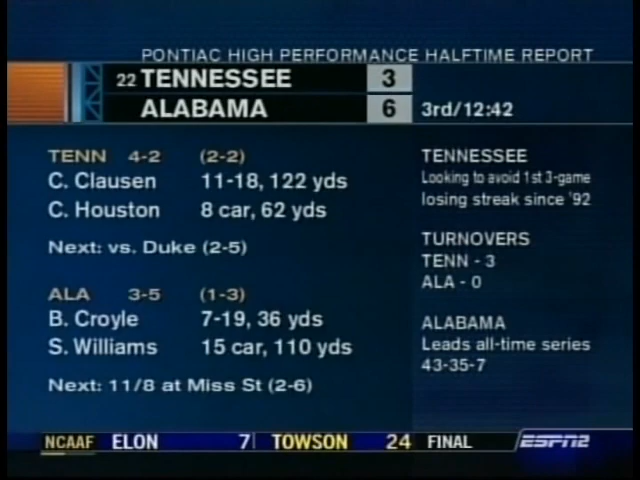 PONTIAC HIGH PERFORMANCE HALFTIME REPORT
22 TENNESSEE 3
ALABAMA 6 3rd/12:42
TENN 4-2 (2-2)
C. Clausen 11-18, 122 yds
C. Houston 8 car, 62 yds
Next: vs. Duke (2-5)
ALA 3-5 (1-3)
B. Croyle 7-19, 36 yds
S. Williams 15 car, 110 yds
Next: 11/8 at Miss St (2-6)
TENNESSEE
Looking to avoid 1st 3-game
losing streak since '92
TURNOVERS
TENN - 3
ALA - 0
ALABAMA
Leads all-time series
43-35-7
NCAAF ELON 7 TOWSON 24 FINAL ESPN2